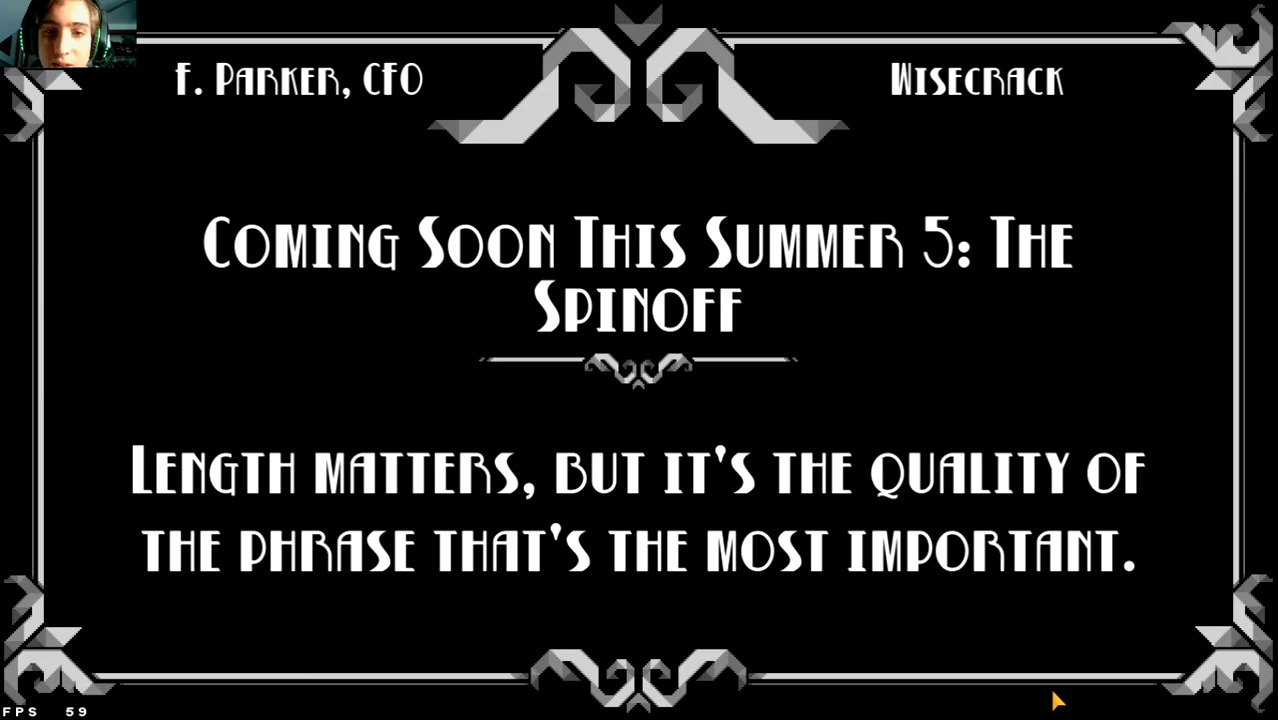 F. Parker, CFO
Wisecrack
Coming Soon This Summer 5: The
Spinoff
Length matters, but it's the quality of
the phrase that's the most important.
FPS 59